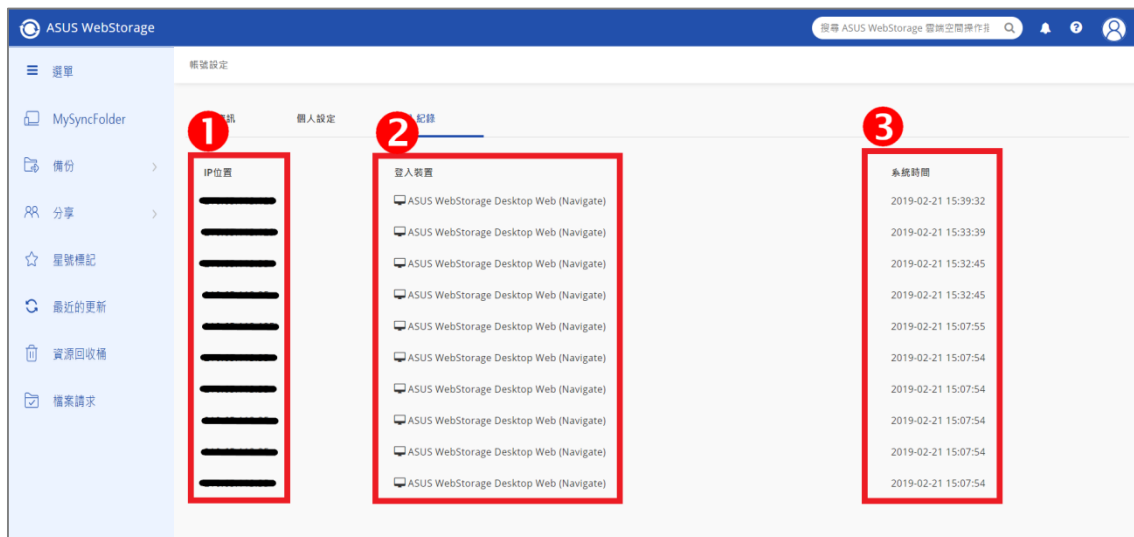 ASUS WebStorage
搜尋 ASUS WebStorage 雲端空間操作指
選單
MySyncFolder
備份
分享
星號標記
最近的更新
資源回收桶
檔案請求
帳號設定
訊 個人設定 紀錄
1 2 3
IP位置 登入裝置 系統時間
ASUS WebStorage Desktop Web (Navigate) 2019-02-21 15:39:32
ASUS WebStorage Desktop Web (Navigate) 2019-02-21 15:33:39
ASUS WebStorage Desktop Web (Navigate) 2019-02-21 15:32:45
ASUS WebStorage Desktop Web (Navigate) 2019-02-21 15:32:45
ASUS WebStorage Desktop Web (Navigate) 2019-02-21 15:07:55
ASUS WebStorage Desktop Web (Navigate) 2019-02-21 15:07:54
ASUS WebStorage Desktop Web (Navigate) 2019-02-21 15:07:54
ASUS WebStorage Desktop Web (Navigate) 2019-02-21 15:07:54
ASUS WebStorage Desktop Web (Navigate) 2019-02-21 15:07:54
ASUS WebStorage Desktop Web (Navigate) 2019-02-21 15:07:54